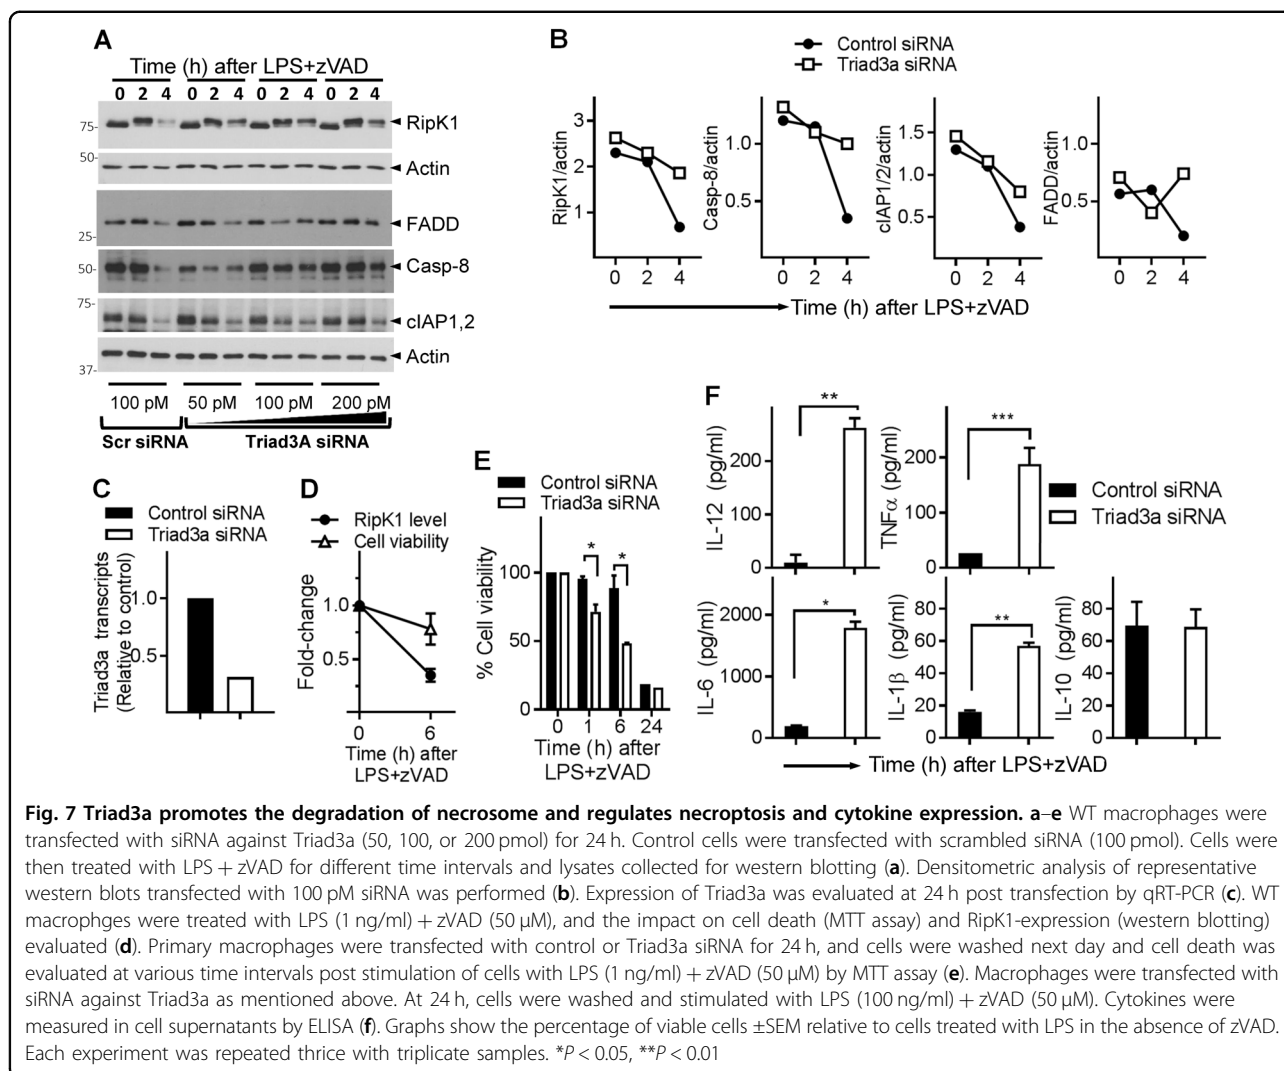 A
Time (h) after LPS+zVAD
0 2 4 0 2 4 0 2 4 0 2 4
75-
RipK1
50-
Actin
FADD
25-
Casp-8
50-
75-
cIAP1,2
Actin
37-
100 pM 50 pM 100 pM 200 pM
Scr siRNA Triad3A siRNA
B
Control siRNA
Triad3a siRNA
RipK1/actin
3
2
1
0 2 4
Casp-8/actin
1.0
0.5
0 2 4
cIAP1/2/actin
1.5
1.0
0.5
0 2 4
FADD/actin
1.0
0.5
0 2 4
Time (h) after LPS+zVAD
C
Control siRNA
Triad3a siRNA
Triad3a transcripts
(Relative to control)
1.0
0.5
D
RipK1 level
Cell viability
Fold-change
1.0
0.5
0 6
Time (h) after
LPS+zVAD
E
Control siRNA
Triad3a siRNA
% Cell viability
100
50
0
* *
0 1 6 24
Time (h) after
LPS+zVAD
F
IL-12 (pg/ml)
200
100
0
**
TNFα (pg/ml)
200
100
0
***
Control siRNA
Triad3a siRNA
IL-6 (pg/ml)
2000
1000
0
*
IL-1β (pg/ml)
80
60
40
20
0
**
IL-10 (pg/ml)
80
60
40
20
0
Time (h) after LPS+zVAD
Fig. 7 Triad3a promotes the degradation of necrosome and regulates necroptosis and cytokine expression. a–e WT macrophages were
transfected with siRNA against Triad3a (50, 100, or 200 pmol) for 24 h. Control cells were transfected with scrambled siRNA (100 pmol). Cells were
then treated with LPS + zVAD for different time intervals and lysates collected for western blotting (a). Densitometric analysis of representative
western blots transfected with 100 pM siRNA was performed (b). Expression of Triad3a was evaluated at 24 h post transfection by qRT-PCR (c). WT
macrophges were treated with LPS (1 ng/ml) + zVAD (50 µM), and the impact on cell death (MTT assay) and RipK1-expression (western blotting)
evaluated (d). Primary macrophages were transfected with control or Triad3a siRNA for 24 h, and cells were washed next day and cell death was
evaluated at various time intervals post stimulation of cells with LPS (1 ng/ml) + zVAD (50 µM) by MTT assay (e). Macrophages were transfected with
siRNA against Triad3a as mentioned above. At 24 h, cells were washed and stimulated with LPS (100 ng/ml) + zVAD (50 µM). Cytokines were
measured in cell supernatants by ELISA (f). Graphs show the percentage of viable cells ±SEM relative to cells treated with LPS in the absence of zVAD.
Each experiment was repeated thrice with triplicate samples. *P < 0.05, **P < 0.01